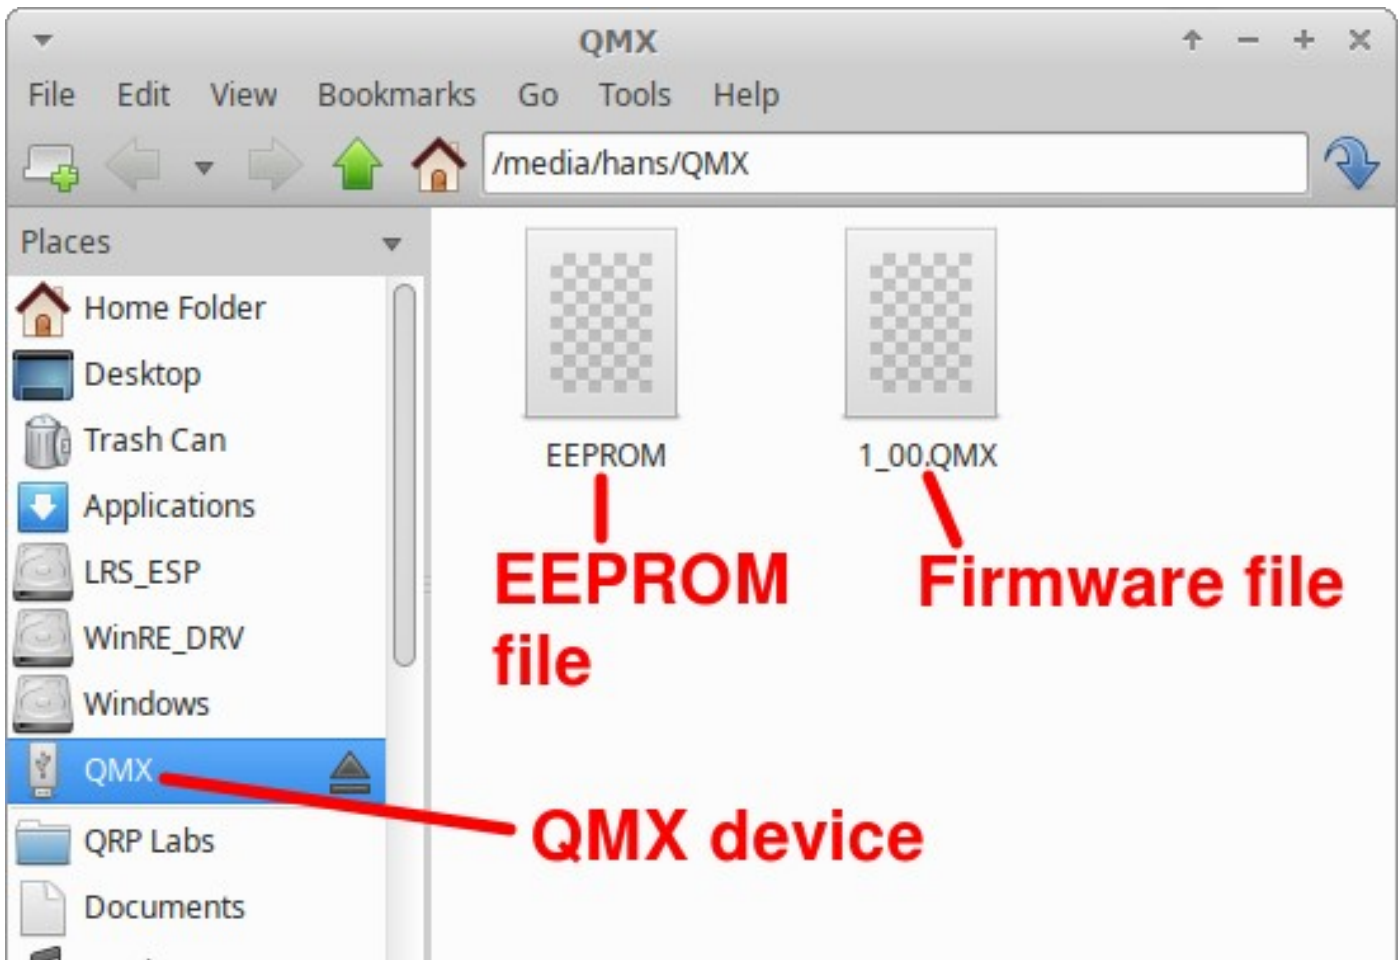 QMX
File Edit View Bookmarks Go Tools Help
/media/hans/QMX
Places
Home Folder
Desktop
Trash Can
Applications
LRS_ESP
WinRE_DRV
Windows
QMX
QRP Labs
Documents
EEPROM
1_00.QMX
EEPROM
file
Firmware file
QMX device